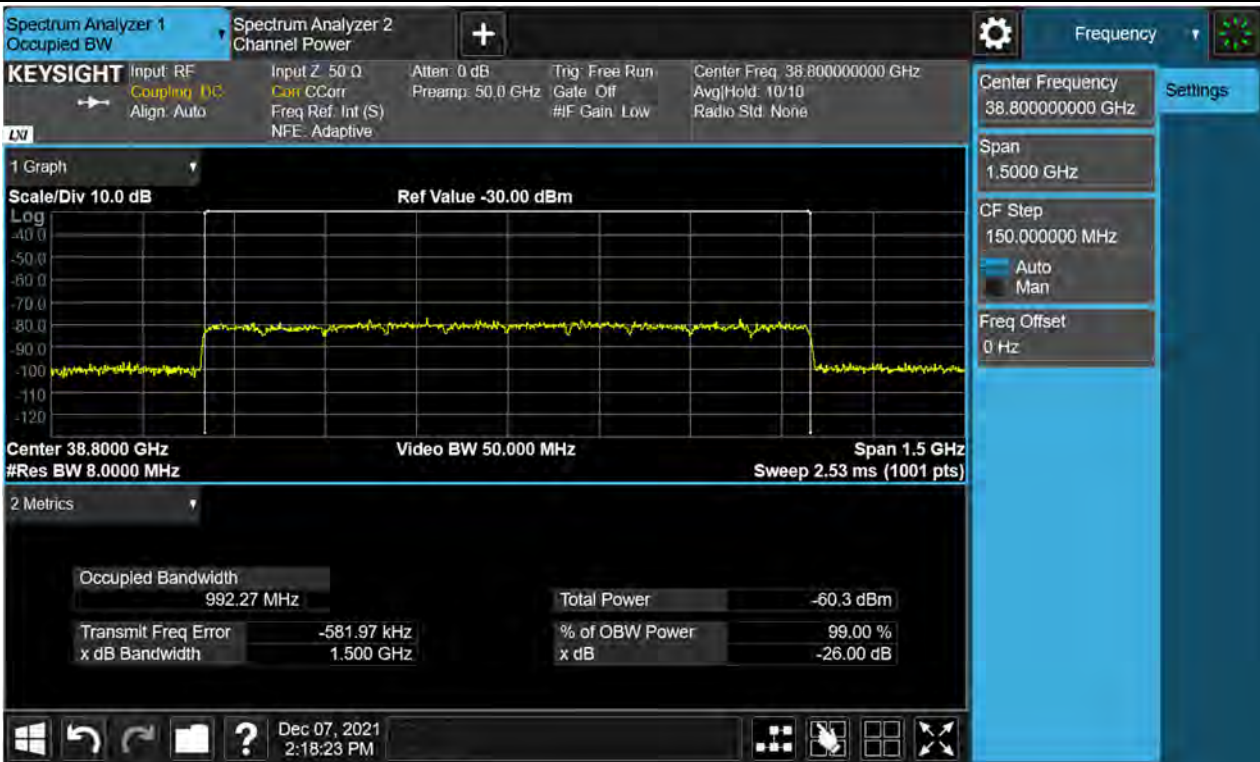 Spectrum Analyzer 1
Occupied BW
Spectrum Analyzer 2
Channel Power
+
Frequency
KEYSIGHT
LXI
Input: RF
Coupling: DC
Align: Auto
Input Z: 50 Ω
Corr CCorr
Freq Ref: Int (S)
NFE: Adaptive
Atten: 0 dB
Preamp: 50.0 GHz
Trig: Free Run
Gate: Off
#IF Gain: Low
Center Freq: 38.800000000 GHz
Avg|Hold: 10/10
Radio Std: None
Center Frequency
38.800000000 GHz
Settings
Span
1.5000 GHz
CF Step
150.000000 MHz
Auto
Man
Freq Offset
0 Hz
1 Graph
Scale/Div 10.0 dB
Ref Value -30.00 dBm
Log
-40.0
-50.0
-60.0
-70.0
-80.0
-90.0
-100
-110
-120
Center 38.8000 GHz
Video BW 50.000 MHz
Span 1.5 GHz
#Res BW 8.0000 MHz
Sweep 2.53 ms (1001 pts)
2 Metrics
Occupied Bandwidth
992.27 MHz
Total Power -60.3 dBm
Transmit Freq Error -581.97 kHz
% of OBW Power 99.00 %
x dB Bandwidth 1.500 GHz
x dB -26.00 dB
?
Dec 07, 2021
2:18:23 PM